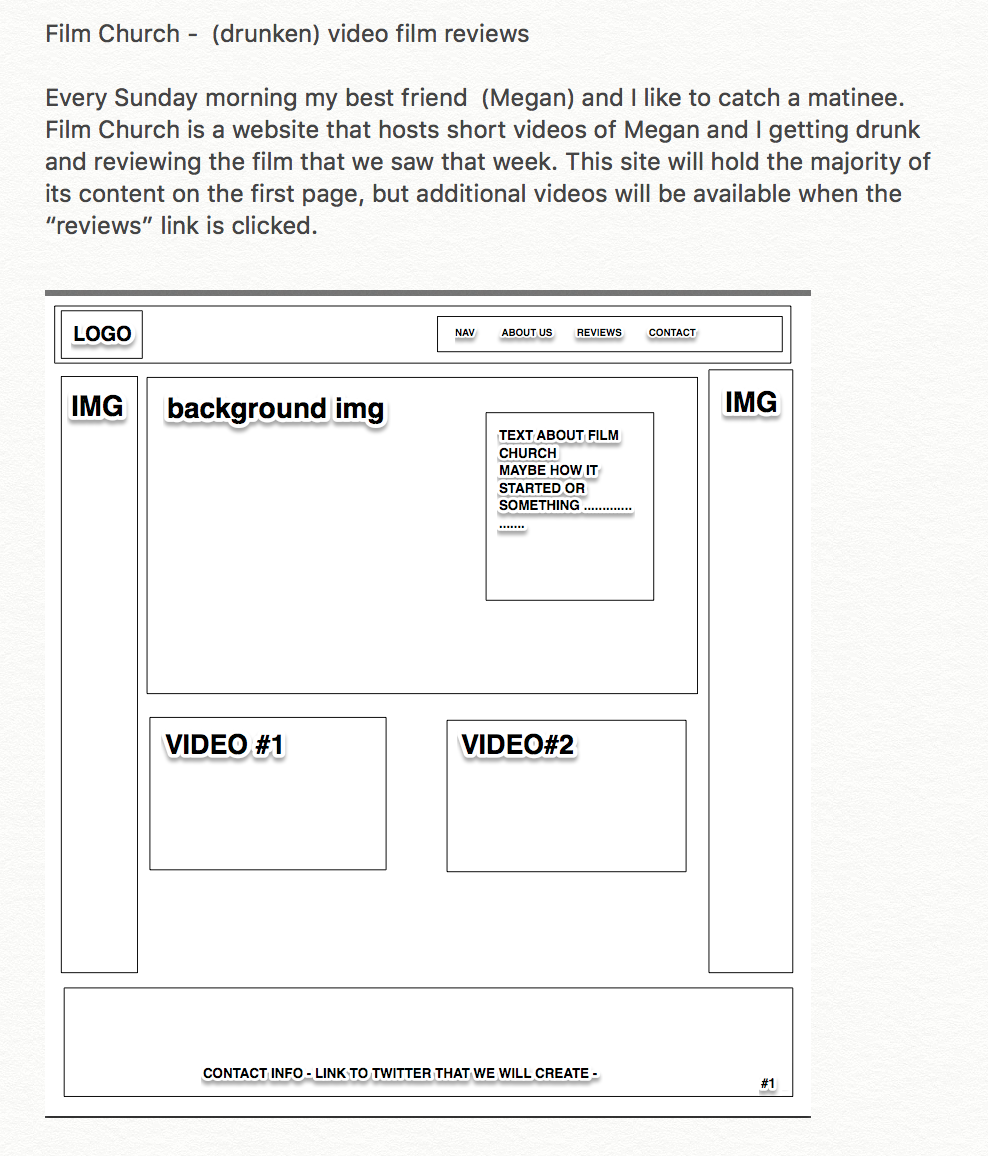 Film Church -  (drunken) video film reviews
Every Sunday morning my best friend  (Megan) and I like to catch a matinee.
Film Church is a website that hosts short videos of Megan and I getting drunk
and reviewing the film that we saw that week. This site will hold the majority of
its content on the first page, but additional videos will be available when the
“reviews” link is clicked.
LOGO
NAV ABOUT US REVIEWS CONTACT
IMG
background img
IMG
TEXT ABOUT FILM
CHURCH
MAYBE HOW IT
STARTED OR
SOMETHING .............
.......
VIDEO #1
VIDEO#2
CONTACT INFO - LINK TO TWITTER THAT WE WILL CREATE -
#1